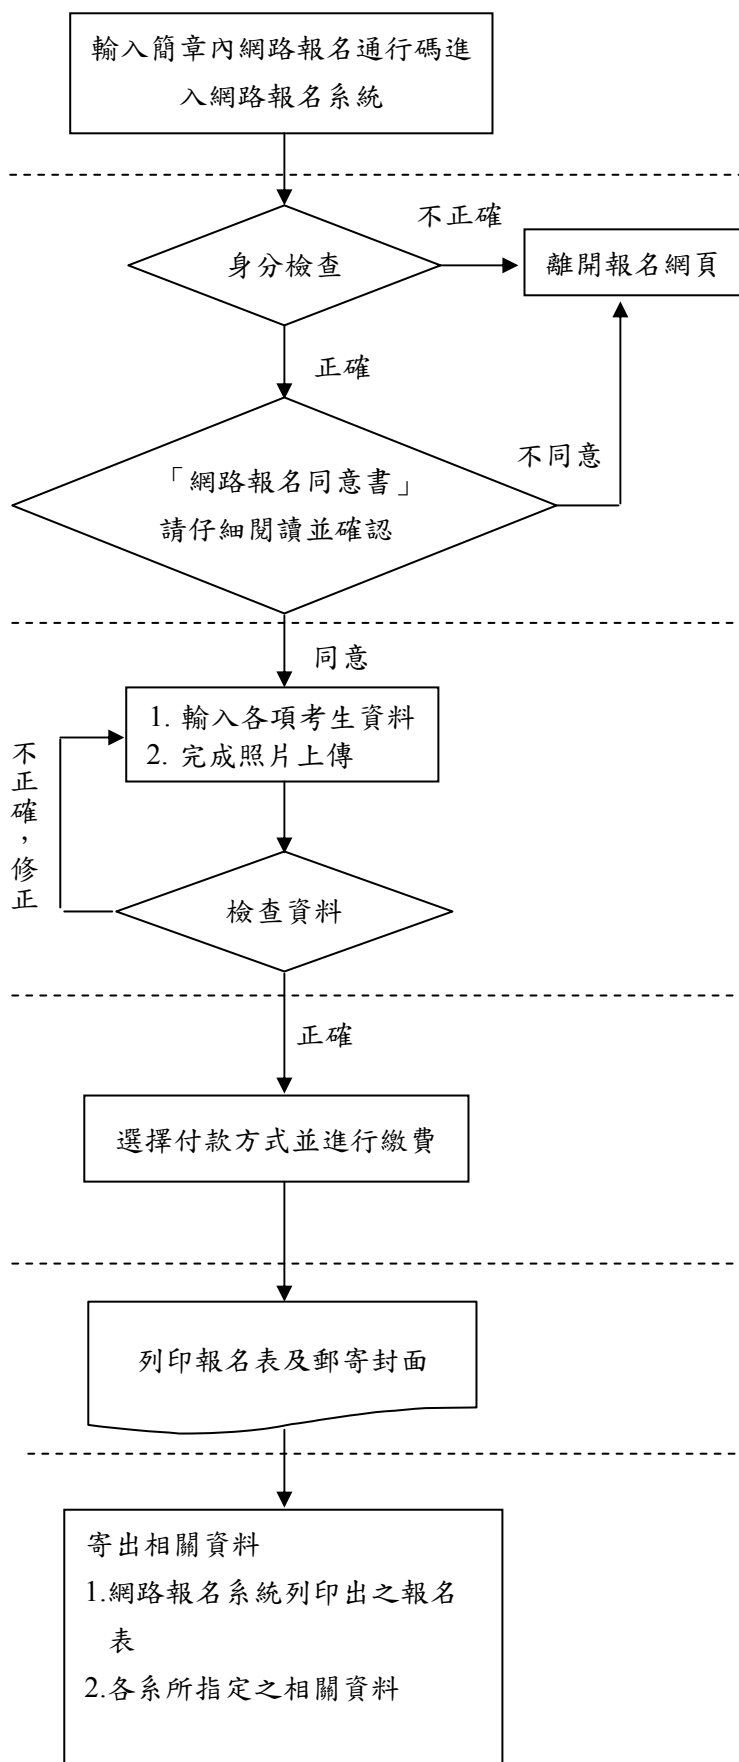 輸入簡章內網路報名通行碼進
入網路報名系統
不正確
身分檢查
離開報名網頁
正確
不同意
「網路報名同意書」
請仔細閱讀並確認
同意
1. 輸入各項考生資料
2. 完成照片上傳
不正確，修正
檢查資料
正確
選擇付款方式並進行繳費
列印報名表及郵寄封面
寄出相關資料
1.網路報名系統列印出之報名
表
2.各系所指定之相關資料